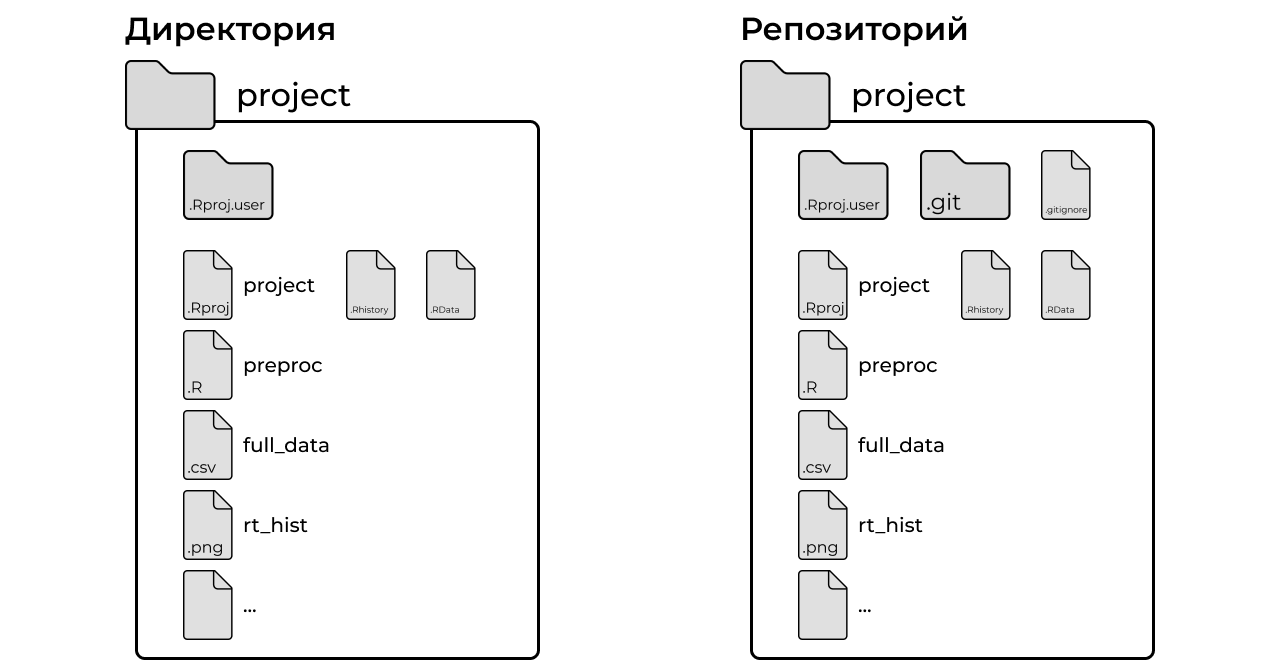 Директория
project
.Rproj.user
.Rproj project .Rhistory .RData
.R preproc
.csv full_data
.png rt_hist
...
Репозиторий
project
.Rproj.user .git .gitignore
.Rproj project .Rhistory .RData
.R preproc
.csv full_data
.png rt_hist
...